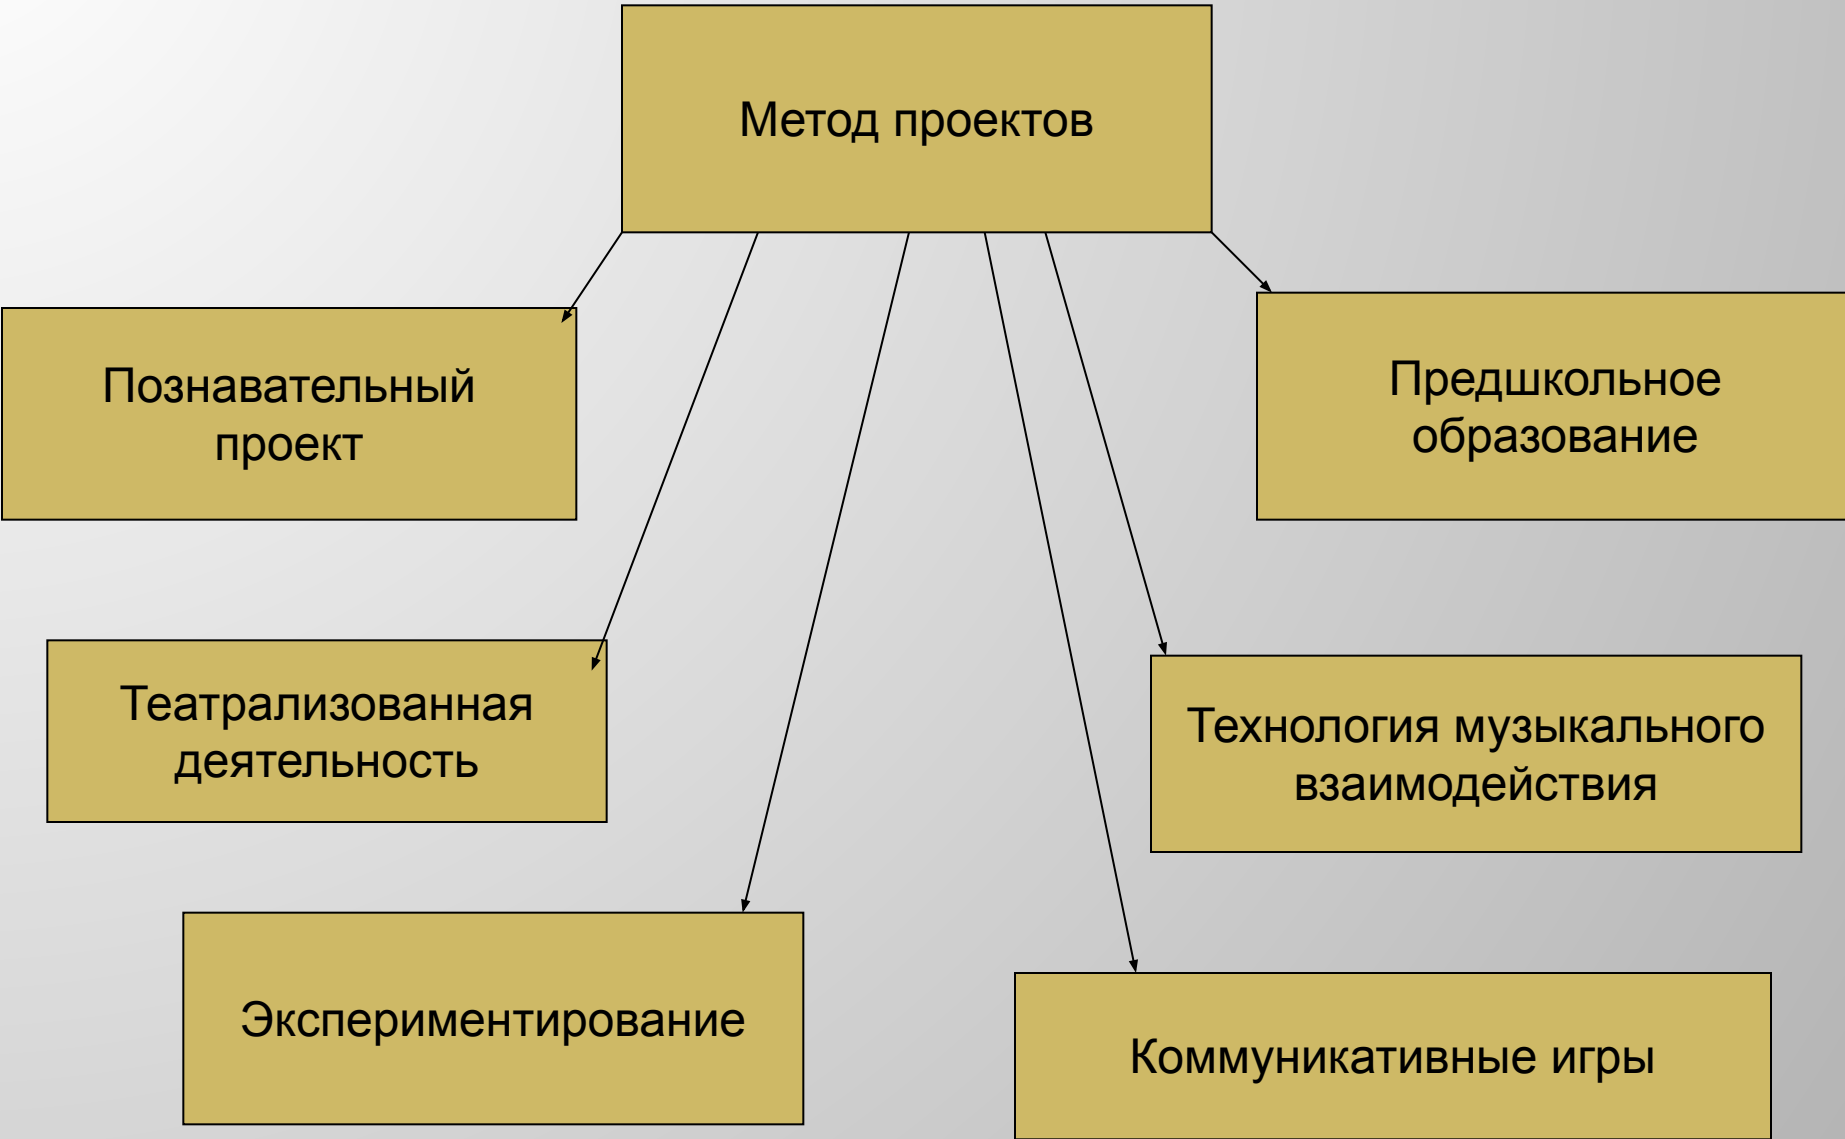 Метод проектов
Познавательный
проект
Предшкольное
образование
Театрализованная
деятельность
Технология музыкального
взаимодействия
Экспериментирование
Коммуникативные игры